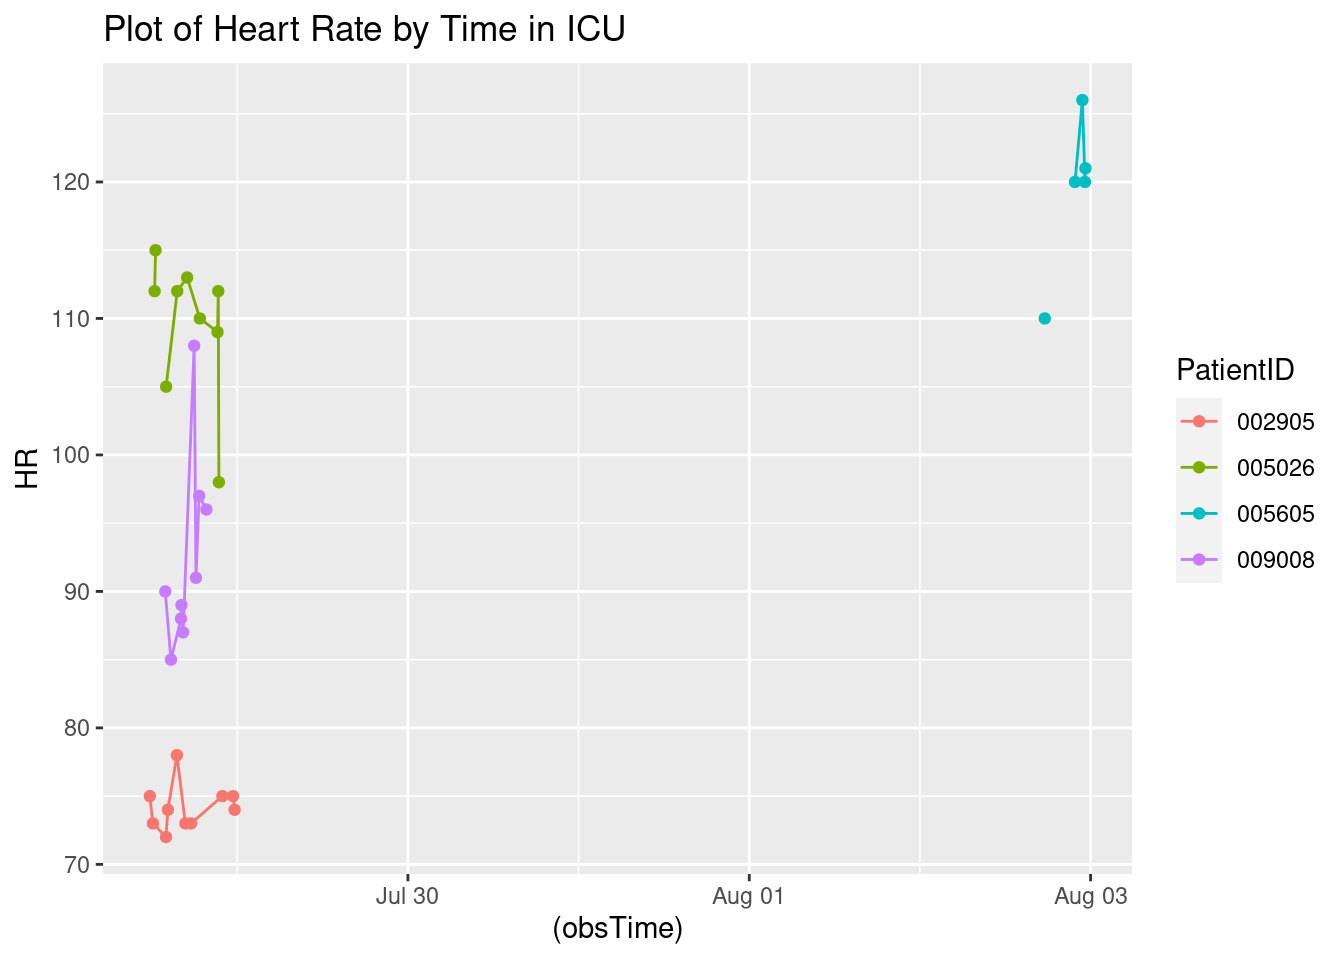 Plot of Heart Rate by Time in ICU
120
110
100
90
80
70
HR
Jul 30
Aug 01
Aug 03
(obsTime)
PatientID
002905
005026
005605
009008